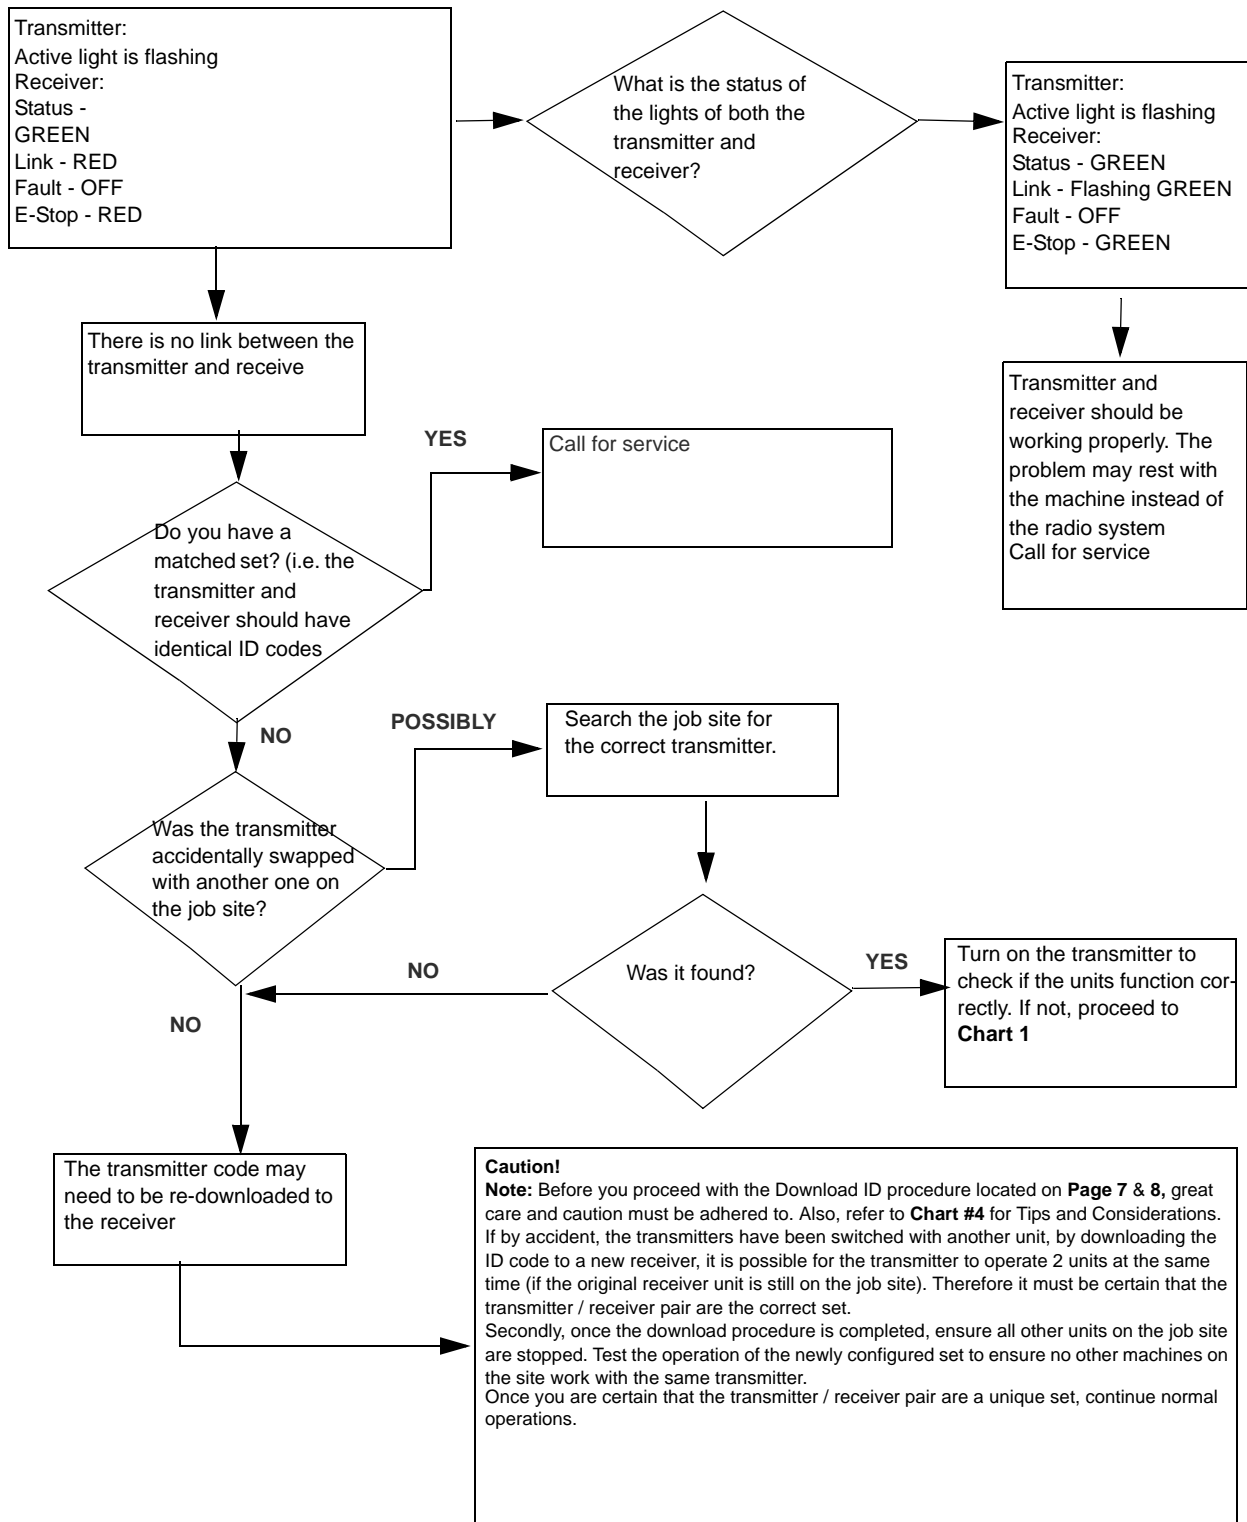 Transmitter:
Active light is flashing
Receiver:
Status -
GREEN
Link - RED
Fault - OFF
E-Stop - RED
What is the status of
the lights of both the
transmitter and
receiver?
Transmitter:
Active light is flashing
Receiver:
Status - GREEN
Link - Flashing GREEN
Fault - OFF
E-Stop - GREEN
There is no link between the
transmitter and receive
Transmitter and
receiver should be
working properly. The
problem may rest with
the machine instead of
the radio system
Call for service
YES
Call for service
Do you have a
matched set? (i.e. the
transmitter and
receiver should have
identical ID codes
NO
POSSIBLY
Search the job site for
the correct transmitter.
Was the transmitter
accidentally swapped
with another one on
the job site?
NO
Was it found?
YES
Turn on the transmitter to
check if the units function cor-
rectly. If not, proceed to
Chart 1
NO
The transmitter code may
need to be re-downloaded to
the receiver
Caution!
Note: Before you proceed with the Download ID procedure located on Page 7 & 8, great
care and caution must be adhered to. Also, refer to Chart #4 for Tips and Considerations.
If by accident, the transmitters have been switched with another unit, by downloading the
ID code to a new receiver, it is possible for the transmitter to operate 2 units at the same
time (if the original receiver unit is still on the job site). Therefore it must be certain that the
transmitter / receiver pair are the correct set.
Secondly, once the download procedure is completed, ensure all other units on the job site
are stopped. Test the operation of the newly configured set to ensure no other machines on
the site work with the same transmitter.
Once you are certain that the transmitter / receiver pair are a unique set, continue normal
operations.